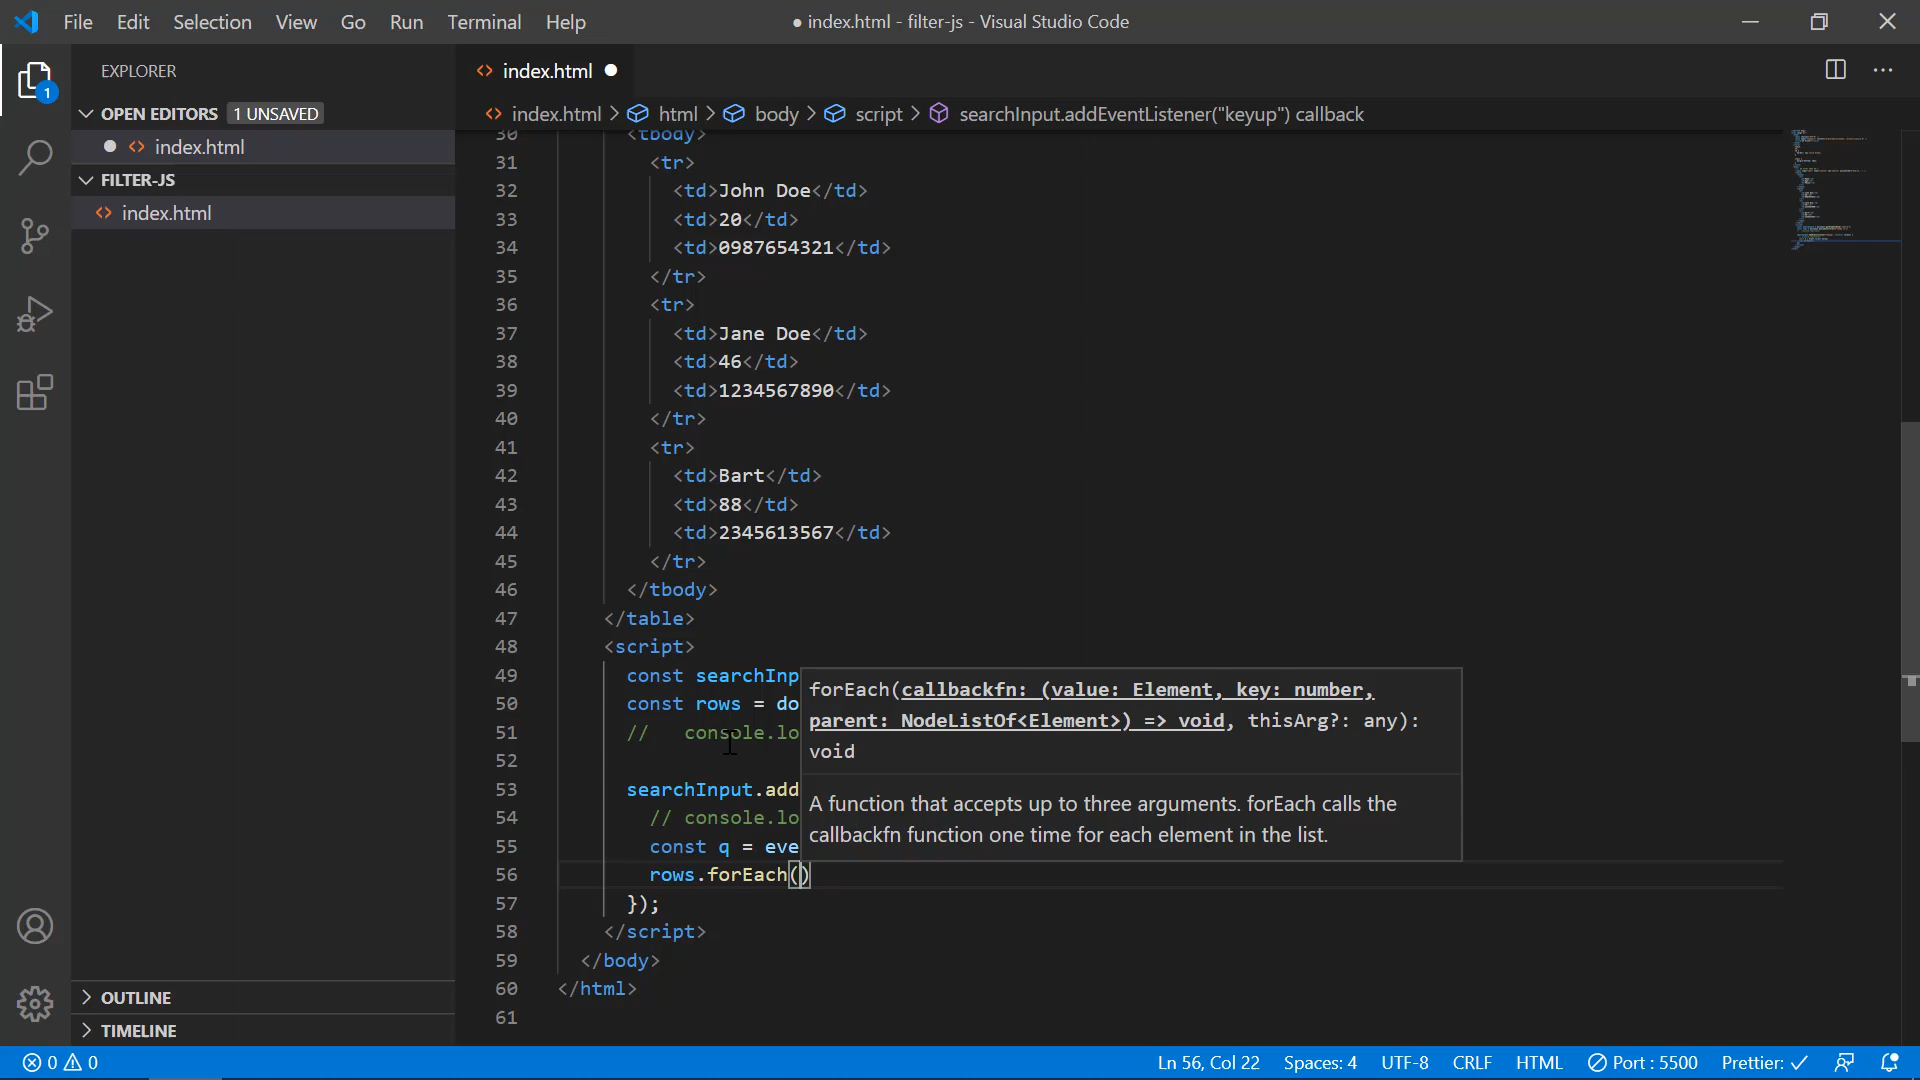 File Edit Selection View Go Run Terminal Help
● index.html - filter-js - Visual Studio Code
EXPLORER
OPEN EDITORS 1 UNSAVED
index.html
FILTER-JS
index.html
OUTLINE
TIMELINE
1
index.html
index.html html body script searchInput.addEventListener("keyup") callback
30 <tbody>
31 <tr>
32 <td>John Doe</td>
33 <td>20</td>
34 <td>0987654321</td>
35 </tr>
36 <tr>
37 <td>Jane Doe</td>
38 <td>46</td>
39 <td>1234567890</td>
40 </tr>
41 <tr>
42 <td>Bart</td>
43 <td>88</td>
44 <td>2345613567</td>
45 </tr>
46 </tbody>
47 </table>
48 <script>
49 const searchInp
50 const rows = do
51 // console.lo
52
53 searchInput.add
54 // console.lo
55 const q = eve
56 rows.forEach()
57 });
58 </script>
59 </body>
60 </html>
61
forEach(callbackfn: (value: Element, key: number,
parent: NodeListOf<Element>) => void, thisArg?: any):
void
A function that accepts up to three arguments. forEach calls the
callbackfn function one time for each element in the list.
0 0 Ln 56, Col 22 Spaces: 4 UTF-8 CRLF HTML Port : 5500 Prettier: ✓